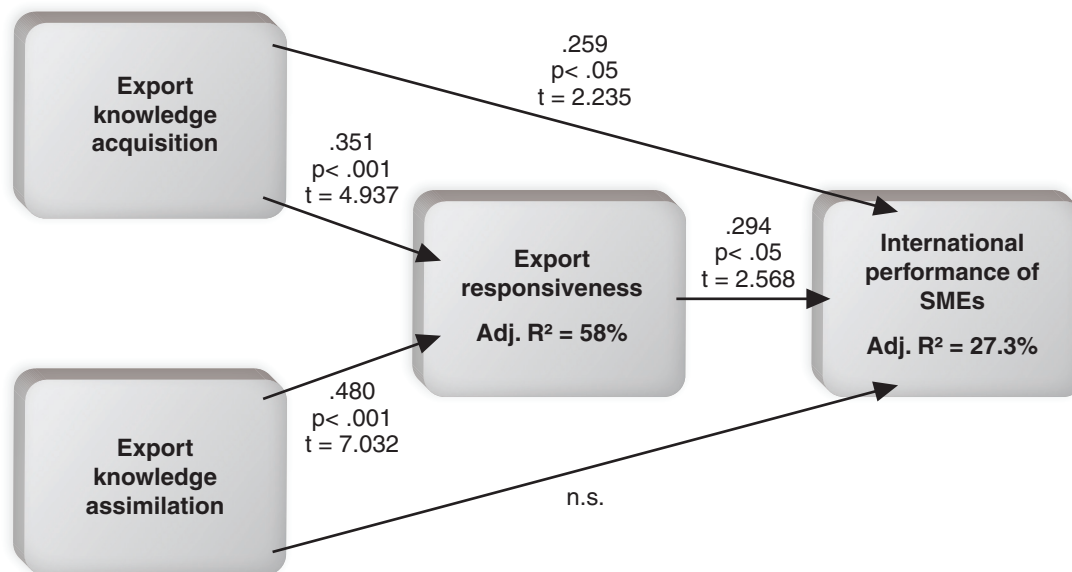 Export
knowledge
acquisition
.259
p< .05
t = 2.235
.351
p< .001
t = 4.937
Export
responsiveness
Adj. R² = 58%
.294
p< .05
t = 2.568
International
performance of
SMEs
Adj. R² = 27.3%
.480
p< .001
t = 7.032
Export
knowledge
assimilation
n.s.